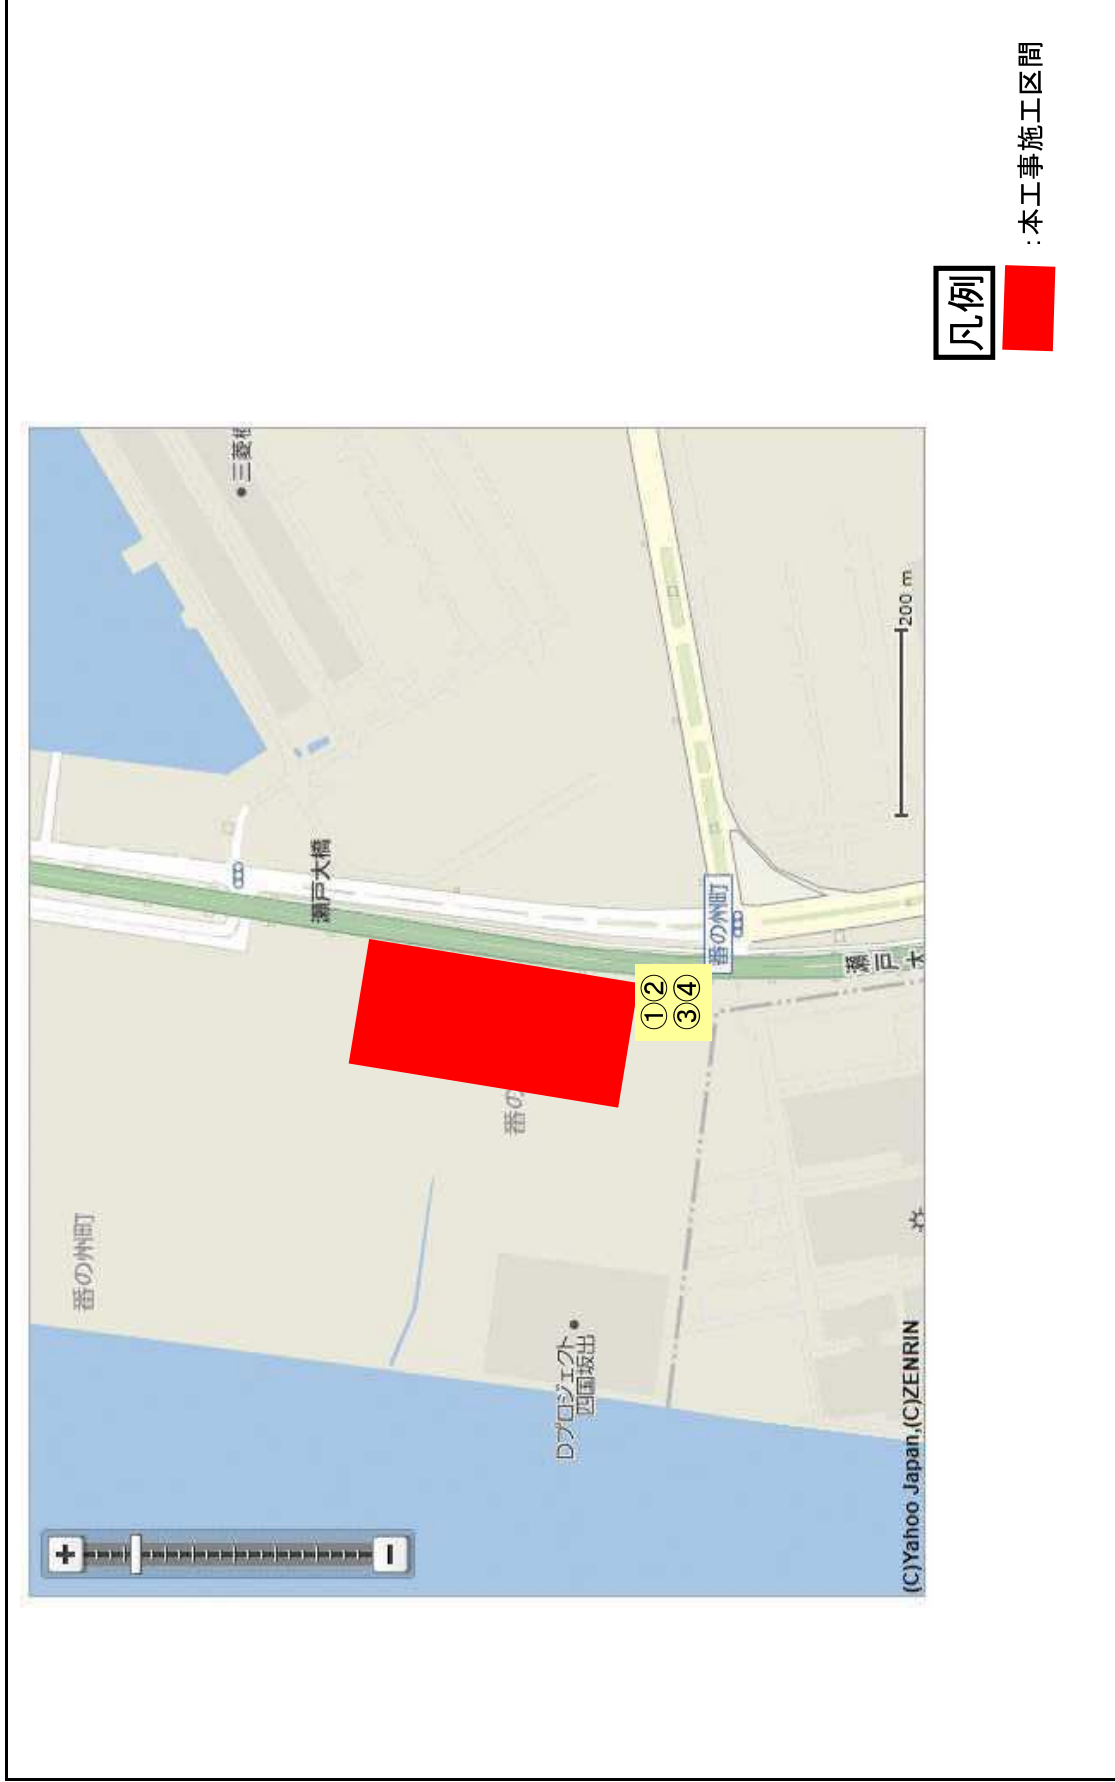 番の州町
瀬戸大橋
三菱
番の
Dプロジェクト
四国坂出
①②
③④
番の州町
瀬戸
大
200 m
(C)Yahoo Japan,(C)ZENRIN
凡例
:本工事施工区間